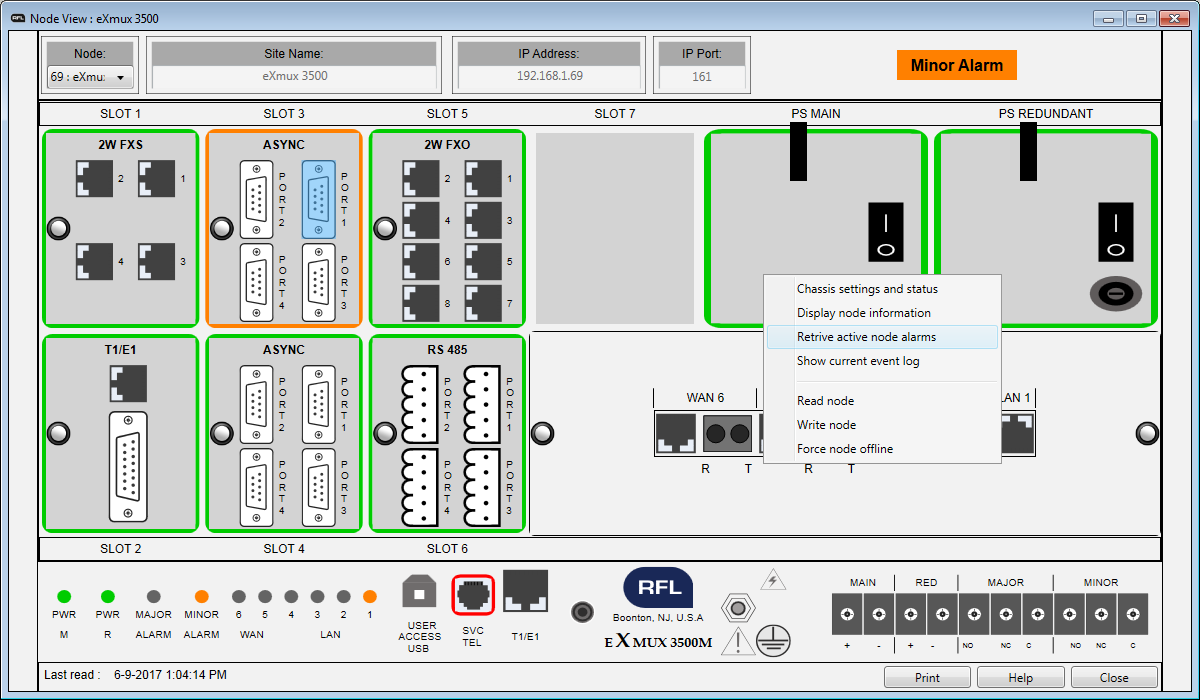 RFL Node View : eXmux 3500
Node: Site Name: IP Address: IP Port:
69 : eXmu: eXmux 3500 192.168.1.69 161
Minor Alarm
SLOT 1 SLOT 3 SLOT 5 SLOT 7 PS MAIN PS REDUNDANT
2W FXS ASYNC 2W FXO
2 1 PORT 2 PORT 1 2 1
4 3
4 3 PORT 4 PORT 3 6 5
8 7
Chassis settings and status
Display node information
Retrive active node alarms
Show current event log
Read node
Write node
Force node offline
T1/E1 ASYNC RS 485
PORT 2 PORT 1 PORT 2 PORT 1
PORT 4 PORT 3 PORT 4 PORT 3
WAN 6 LAN 1
R T R T
SLOT 2 SLOT 4 SLOT 6
PWR PWR MAJOR MINOR 6 5 4 3 2 1
M R ALARM ALARM WAN LAN
USER
ACCESS
USB
SVC
TEL
T1/E1
RFL
Boonton, NJ, U.S.A
eXmux 3500M
MAIN RED MAJOR MINOR
+ - + - NO NC C NO NC C
Last read : 6-9-2017 1:04:14 PM
Print Help Close